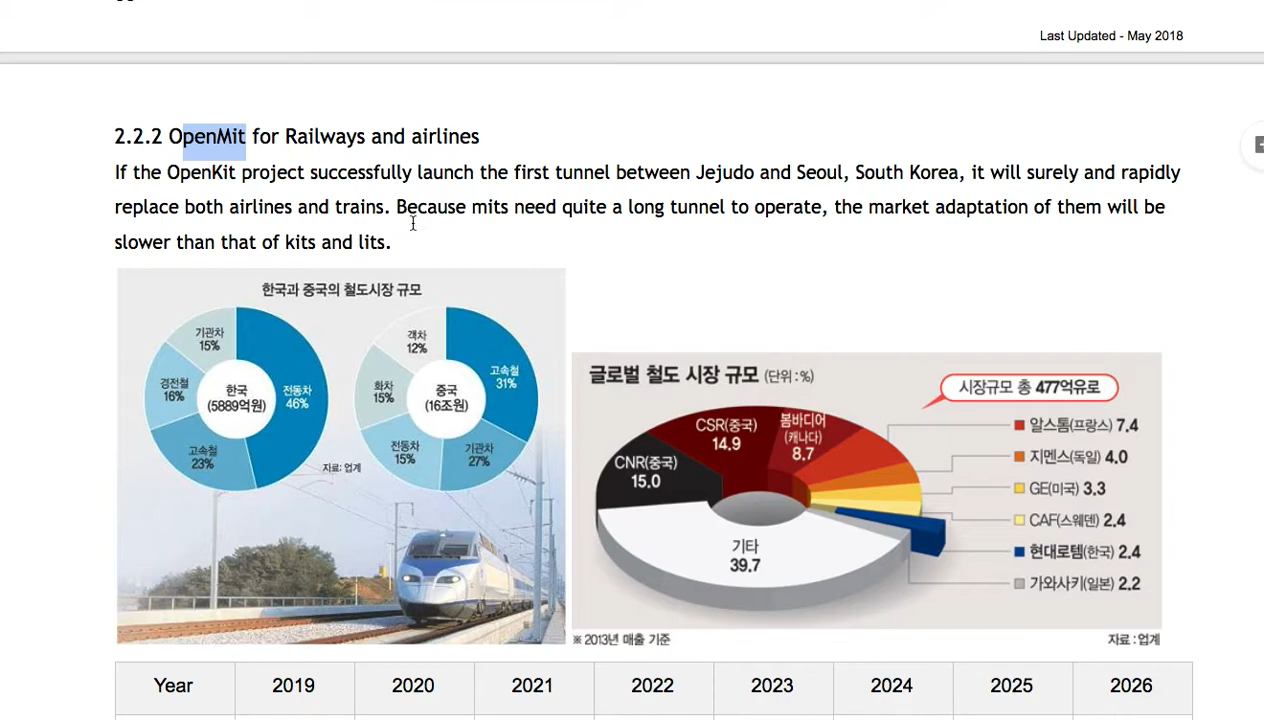 Last Updated - May 2018
2.2.2 OpenMit for Railways and airlines
If the OpenKit project successfully launch the first tunnel between Jejudo and Seoul, South Korea, it will surely and rapidly
replace both airlines and trains. Because mits need quite a long tunnel to operate, the market adaptation of them will be
slower than that of kits and lits.
한국과 중국의 철도시장 규모
기관차
15%
경전철
16%
한국
(5889억원)
전동차
46%
고속철
23%
객차
12%
화차
15%
중국
(16조원)
고속철
31%
전동차
15%
기관차
27%
자료: 업계
글로벌 철도 시장 규모 (단위:%)
시장규모 총 477억유로
CSR(중국)
14.9
봄바디어
(캐나다)
8.7
CNR(중국)
15.0
기타
39.7
알스톰(프랑스) 7.4
지멘스(독일) 4.0
GE(미국) 3.3
CAF(스웨덴) 2.4
현대로템(한국) 2.4
가와사키(일본) 2.2
※ 2013년 매출 기준
자료:업계
Year 2019 2020 2021 2022 2023 2024 2025 2026